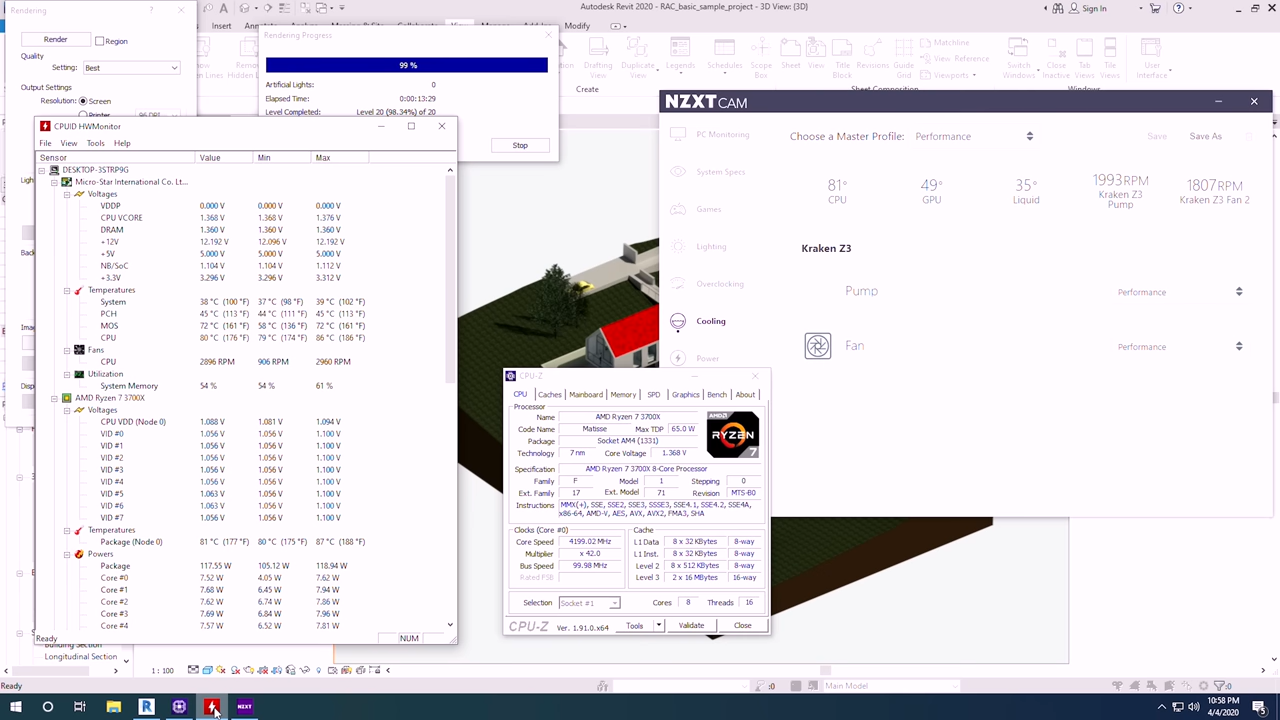 Rendering
?
Autodesk Revit 2020 - RAC_basic_sample_project - 3D View: {3D}
Sign In
Insert
Collaborate
View
Add-Ins
Modify
Render
Region
Quality
Setting: Best
Output Settings
Resolution: Screen
Printer
Rendering Progress
99 %
Artificial Lights: 0
Elapsed Time: 0:00:13:29
Level Completed: Level 20 (98.34%) of 20
Stop
Drafting View
Duplicate View
Legends
Schedules
Scope Box
Sheet
View
Title Block
Revisions
Guide Grid
Matchline
View Reference
Viewports
Switch Windows
Close Inactive
Tab Views
Tile Views
User Interface
Create
Sheet Composition
Windows
CPUID HWMonitor
File View Tools Help
Sensor Value Min Max
DESKTOP-3STRP9G
Micro-Star International Co. Lt...
Voltages
VDDP 0.000 V 0.000 V 0.000 V
CPU VCORE 1.368 V 1.368 V 1.376 V
DRAM 1.360 V 1.360 V 1.360 V
+12V 12.192 V 12.096 V 12.192 V
+5V 5.000 V 5.000 V 5.000 V
NB/SoC 1.104 V 1.104 V 1.112 V
+3.3V 3.296 V 3.296 V 3.312 V
Temperatures
System 38 °C (100 °F) 37 °C (98 °F) 39 °C (102 °F)
PCH 45 °C (113 °F) 44 °C (111 °F) 45 °C (113 °F)
MOS 72 °C (161 °F) 58 °C (136 °F) 72 °C (161 °F)
CPU 80 °C (176 °F) 79 °C (174 °F) 86 °C (186 °F)
Fans
CPU 2896 RPM 906 RPM 2960 RPM
Utilization
System Memory 54 % 54 % 61 %
AMD Ryzen 7 3700X
Voltages
CPU VDD (Node 0) 1.088 V 1.081 V 1.094 V
VID #0 1.056 V 1.056 V 1.100 V
VID #1 1.056 V 1.056 V 1.100 V
VID #2 1.056 V 1.056 V 1.100 V
VID #3 1.056 V 1.056 V 1.100 V
VID #4 1.056 V 1.056 V 1.100 V
VID #5 1.063 V 1.056 V 1.100 V
VID #6 1.063 V 1.056 V 1.100 V
VID #7 1.063 V 1.056 V 1.100 V
Temperatures
Package (Node 0) 81 °C (177 °F) 80 °C (175 °F) 87 °C (188 °F)
Powers
Package 117.55 W 105.12 W 118.94 W
Core #0 7.52 W 4.05 W 7.62 W
Core #1 7.68 W 6.45 W 7.94 W
Core #2 7.62 W 6.74 W 7.86 W
Core #3 7.69 W 6.84 W 7.94 W
Core #4 7.57 W 6.52 W 7.81 W
Ready NUM
NZXT CAM
PC Monitoring
System Specs
Games
Lighting
Overclocking
Cooling
Power
Choose a Master Profile: Performance
Save Save As
81° CPU
49° GPU
35° Liquid
1993RPM Kraken Z3 Pump
1807RPM Kraken Z3 Fan 2
Kraken Z3
Pump Performance
Fan Performance
CPU-Z
CPU Caches Mainboard Memory SPD Graphics Bench About
Processor
Name AMD Ryzen 7 3700X
Code Name Matisse Max TDP 65.0 W
Package Socket AM4 (1331)
Technology 7 nm Core Voltage 1.368 V
AMD RYZEN 7
Specification AMD Ryzen 7 3700X 8-Core Processor
Family F Model 1 Stepping 0
Ext. Family 17 Ext. Model 71 Revision MTS-B0
Instructions MMX(+), SSE, SSE2, SSE3, SSSE3, SSE4.1, SSE4.2, SSE4A,
x86-64, AMD-V, AES, AVX, AVX2, FMA3, SHA
Clocks (Core #0)
Core Speed 4199.02 MHz
Multiplier x 42.0
Bus Speed 99.98 MHz
Rated FSB
Cache
L1 Data 8 x 32 KBytes 8-way
L1 Inst. 8 x 32 KBytes 8-way
Level 2 8 x 512 KBytes 8-way
Level 3 2 x 16 MBytes 16-way
Selection Socket #1 Cores 8 Threads 16
CPU-Z Ver. 1.91.0.x64 Tools Validate Close
Building Section
Longitudinal Section
1 : 100
Ready
:0
Main Model
:0
R
NZXT
10:58 PM
4/4/2020